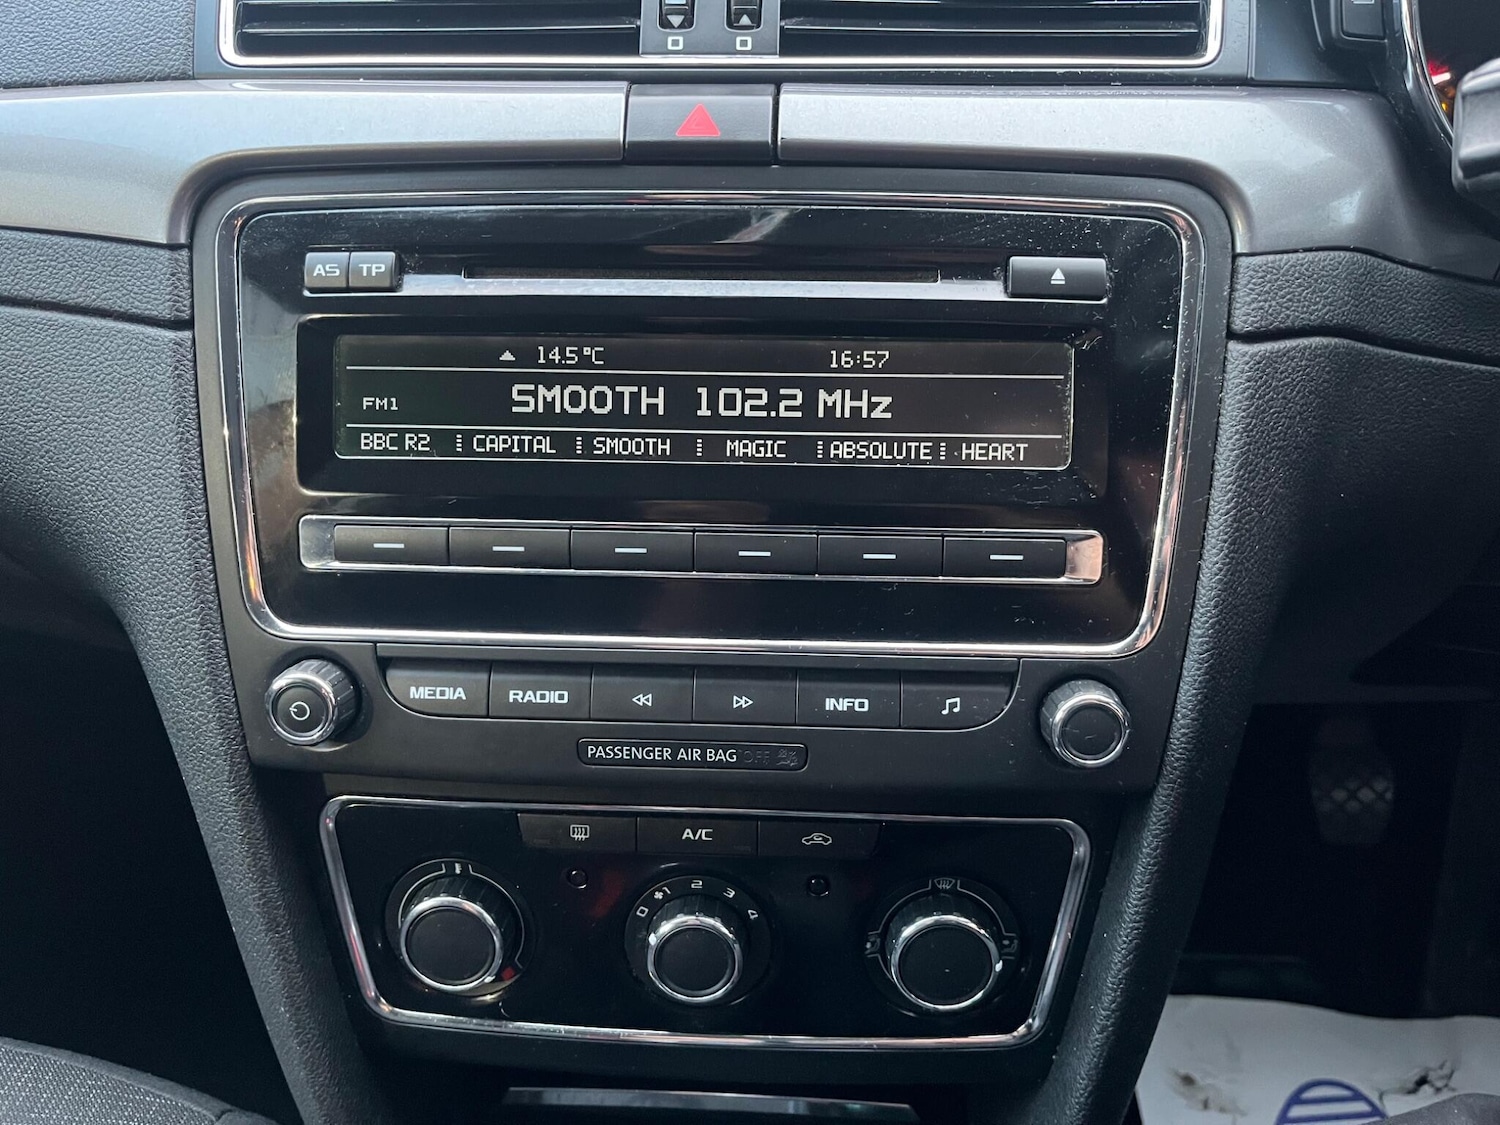 AS TP
14.5°C 16:57
FM1 SMOOTH 102.2 MHz
BBC R2 CAPITAL SMOOTH MAGIC ABSOLUTE HEART
MEDIA RADIO INFO
PASSENGER AIR BAG OFF
A/C
0 1 2 3 4